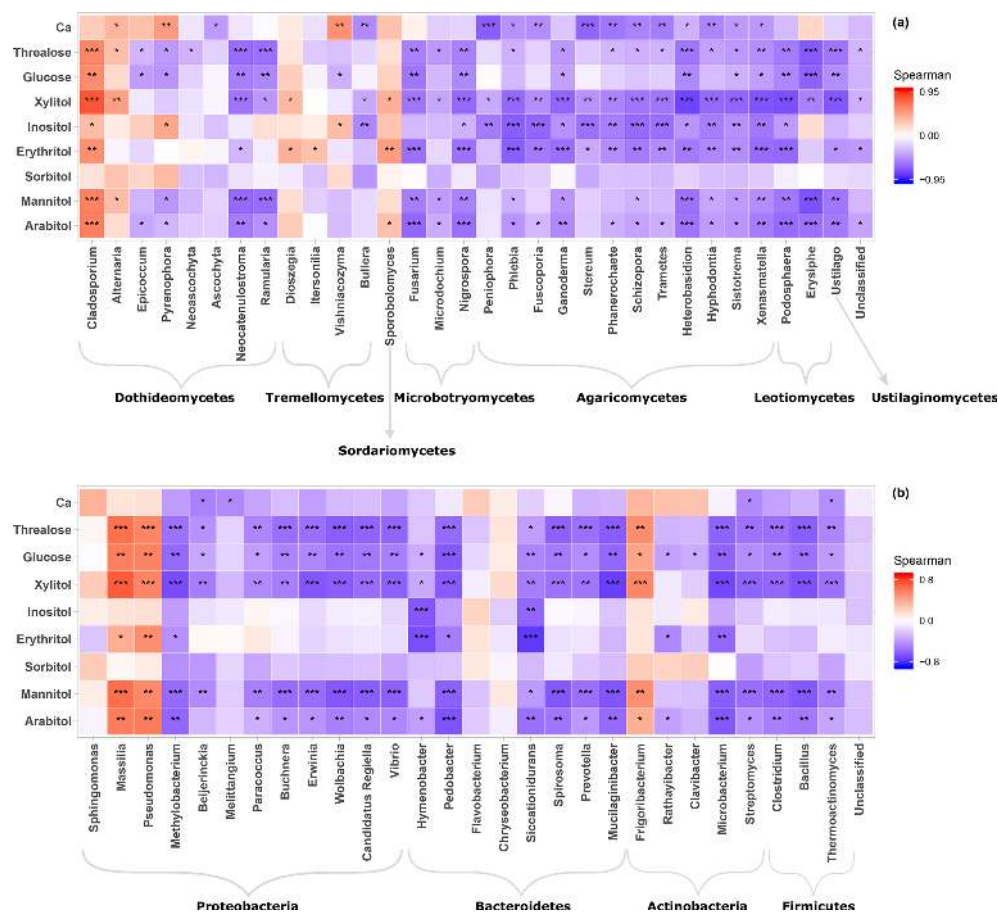 (a)
Ca
Threalose
Glucose
Xylitol
Inositol
Erythritol
Sorbitol
Mannitol
Arabitol
Spearman
0.95
0.00
−0.95
Cladosporium
Alternaria
Epicoccum
Pyrenophora
Neoascochyta
Ascochyta
Neocatenulostroma
Ramularia
Dioszegia
Itersonilia
Vishniacozyma
Bullera
Sporobolomyces
Fusarium
Microdochium
Nigrospora
Peniophora
Phlebia
Fuscoporia
Ganoderma
Stereum
Phanerochaete
Schizopora
Trametes
Heterobasidion
Hyphodontia
Sistotrema
Xenasmatella
Podosphaera
Erysiphe
Ustilago
Unclassified
Dothideomycetes
Tremellomycetes
Microbotryomycetes
Agaricomycetes
Leotiomycetes
Ustilaginomycetes
Sordariomycetes
(b)
Ca
Threalose
Glucose
Xylitol
Inositol
Erythritol
Sorbitol
Mannitol
Arabitol
Spearman
0.8
0.0
−0.8
Sphingomonas
Massilia
Pseudomonas
Methylobacterium
Beijerinckia
Melittangium
Paracoccus
Buchnera
Erwinia
Wolbachia
Candidatus Regiella
Vibrio
Hymenobacter
Pedobacter
Flavobacterium
Chryseobacterium
Siccationidurans
Spirosoma
Prevotella
Mucilaginibacter
Frigoribacterium
Rathayibacter
Clavibacter
Microbacterium
Streptomyces
Clostridium
Bacillus
Thermoactinomyces
Unclassified
Proteobacteria
Bacteroidetes
Actinobacteria
Firmicutes